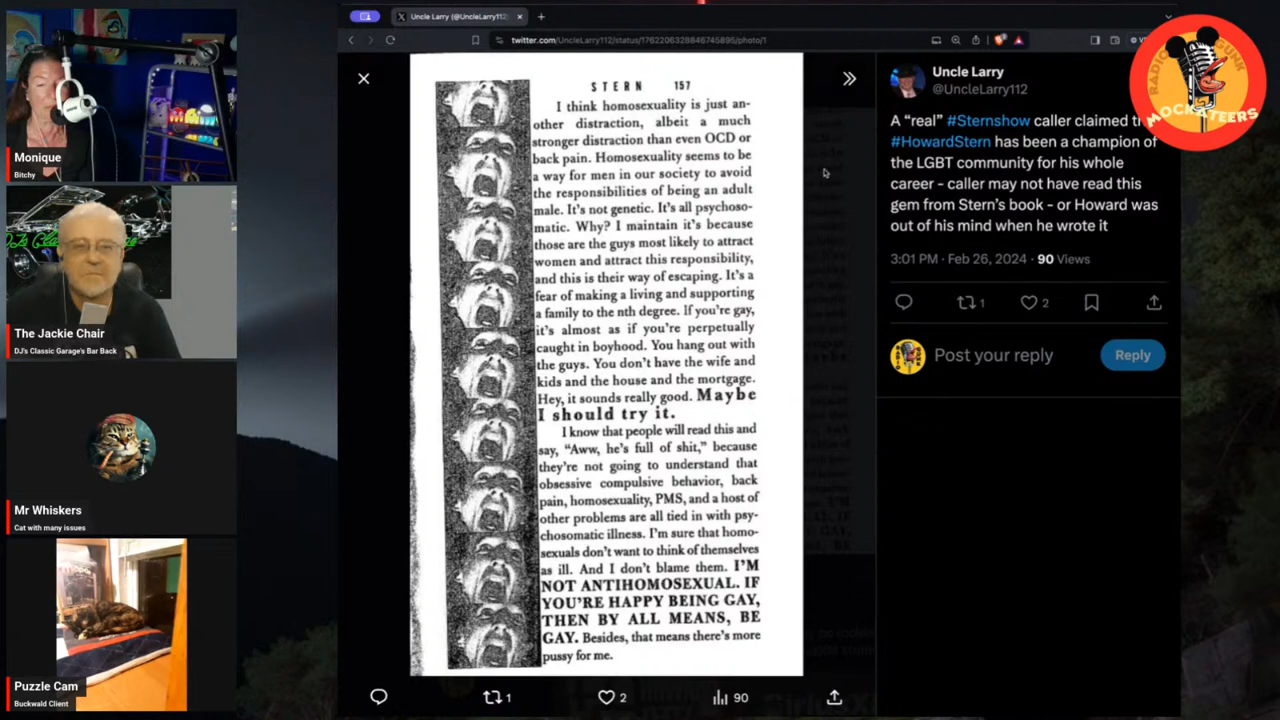 Monique
Bitchy
The Jackie Chair
DJ's Classic Garage's Bar Back
Mr Whiskers
Cat with many issues
Puzzle Cam
Buckwald Client
Uncle Larry (@UncleLarry112)
twitter.com/UncleLarry112/status/1762206328846745895/photo/1
STERN 157
I think homosexuality is just an-
other distraction, albeit a much
stronger distraction than even OCD or
back pain. Homosexuality seems to be
a way for men in our society to avoid
the responsibilities of being an adult
male. It's not genetic. It's all psychoso-
matic. Why? I maintain it's because
those are the guys most likely to attract
women and attract this responsibility,
and this is their way of escaping. It's a
fear of making a living and supporting
a family to the nth degree. If you're gay,
it's almost as if you're perpetually
caught in boyhood. You hang out with
the guys. You don't have the wife and
kids and the house and the mortgage.
Hey, it sounds really good. Maybe
I should try it.
I know that people will read this and
say, “Aww, he's full of shit,” because
they're not going to understand that
obsessive compulsive behavior, back
pain, homosexuality, PMS, and a host of
other problems are all tied in with psy-
chosomatic illness. I'm sure that homo-
sexuals don't want to think of themselves
as ill. And I don't blame them. I'M
NOT ANTIHOMOSEXUAL. IF
YOU'RE HAPPY BEING GAY,
THEN BY ALL MEANS, BE
GAY. Besides, that means there's more
pussy for me.
1
2
90
Uncle Larry
@UncleLarry112
A “real” #Sternshow caller claimed
#HowardStern has been a champion of
the LGBT community for his whole
career - caller may not have read this
gem from Stern's book - or Howard was
out of his mind when he wrote it
3:01 PM · Feb 26, 2024 · 90 Views
1
2
Post your reply
Reply
RADIO GUNK
MOCKATEERS